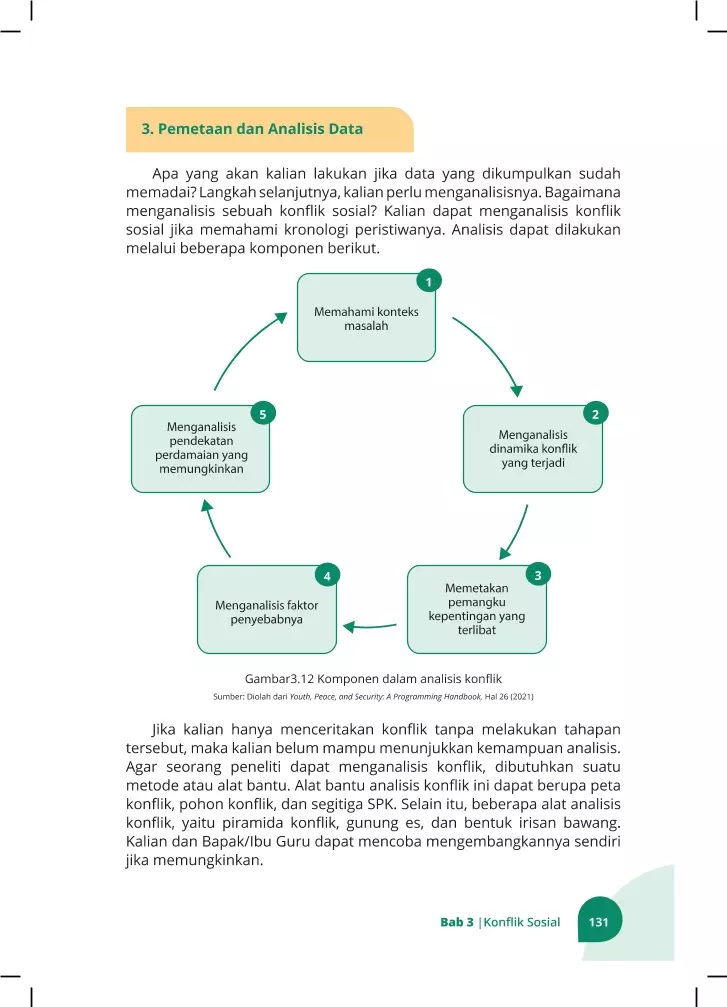 3. Pemetaan dan Analisis Data
Apa yang akan kalian lakukan jika data yang dikumpulkan sudah
memadai? Langkah selanjutnya, kalian perlu menganalisisnya. Bagaimana
menganalisis sebuah konflik sosial? Kalian dapat menganalisis konflik
sosial jika memahami kronologi peristiwanya. Analisis dapat dilakukan
melalui beberapa komponen berikut.
1
Memahami konteks
masalah
2
Menganalisis
dinamika konflik
yang terjadi
3
Memetakan
pemangku
kepentingan yang
terlibat
4
Menganalisis faktor
penyebabnya
5
Menganalisis
pendekatan
perdamaian yang
memungkinkan
Gambar3.12 Komponen dalam analisis konflik
Sumber: Diolah dari Youth, Peace, and Security: A Programming Handbook, Hal 26 (2021)
Jika kalian hanya menceritakan konflik tanpa melakukan tahapan
tersebut, maka kalian belum mampu menunjukkan kemampuan analisis.
Agar seorang peneliti dapat menganalisis konflik, dibutuhkan suatu
metode atau alat bantu. Alat bantu analisis konflik ini dapat berupa peta
konflik, pohon konflik, dan segitiga SPK. Selain itu, beberapa alat analisis
konflik, yaitu piramida konflik, gunung es, dan bentuk irisan bawang.
Kalian dan Bapak/Ibu Guru dapat mencoba mengembangkannya sendiri
jika memungkinkan.
Bab 3 |Konflik Sosial 131